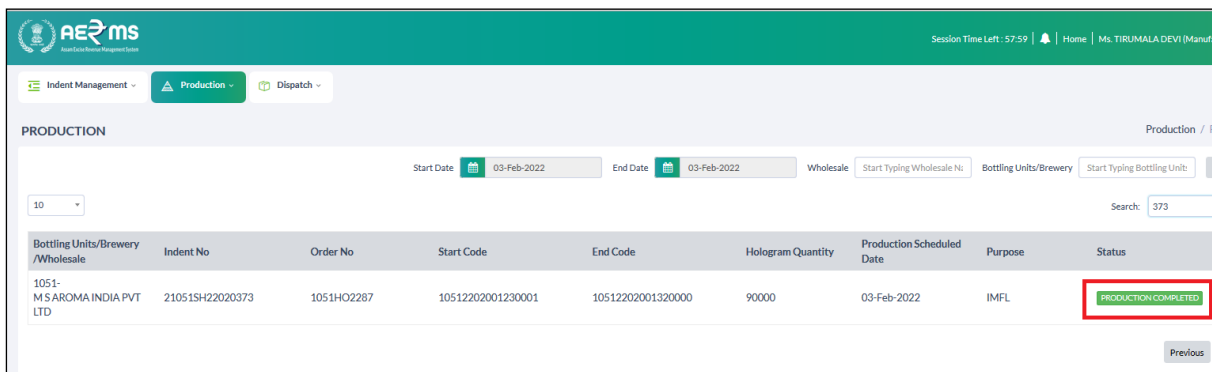 AERMS
Assam Excise Revenue Management System
Session Time Left : 57:59 | | Home | Ms. TIRUMALA DEVI (Manuf
Indent Management Production Dispatch
PRODUCTION Production /
Start Date 03-Feb-2022 End Date 03-Feb-2022 Wholesale Start Typing Wholesale Na Bottling Units/Brewery Start Typing Bottling Units
10 Search: 373
Bottling Units/Brewery
/Wholesale Indent No Order No Start Code End Code Hologram Quantity Production Scheduled
Date Purpose Status
1051-
M S AROMA INDIA PVT
LTD 21051SH22020373 1051HO2287 10512202001230001 10512202001320000 90000 03-Feb-2022 IMFL PRODUCTION COMPLETED
Previous